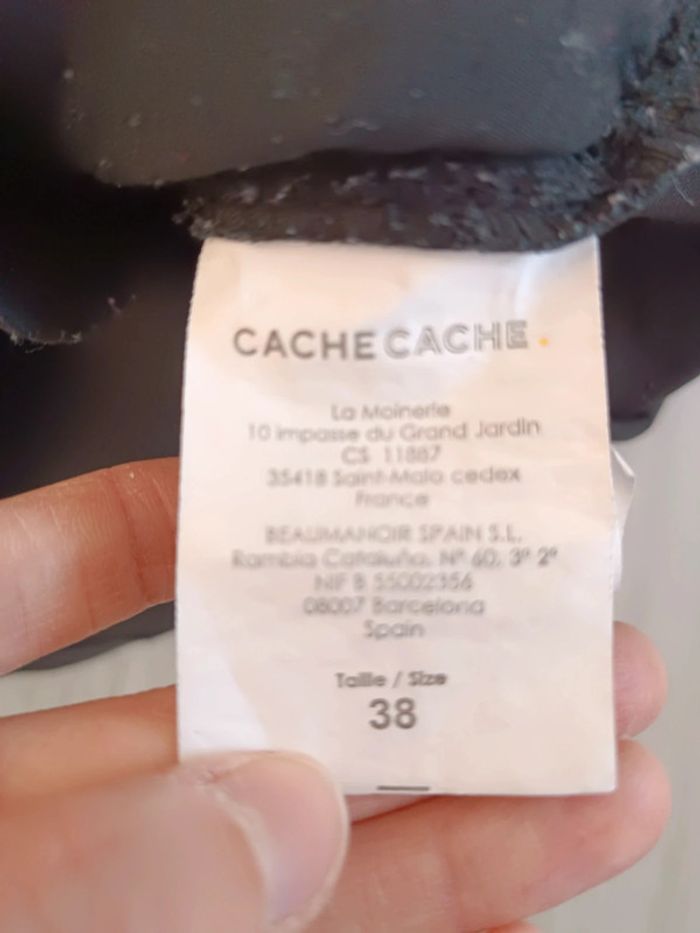 CACHE CACHE.
La Moinerie
10 impasse du Grand Jardin
CS 11887
35418 Saint-Malo cedex
France
BEAUMANOIR SPAIN S.L.
Rambla Cataluña, Nº 60, 3º 2ª
NIF B 55002356
08007 Barcelona
Spain
Taille / Size
38